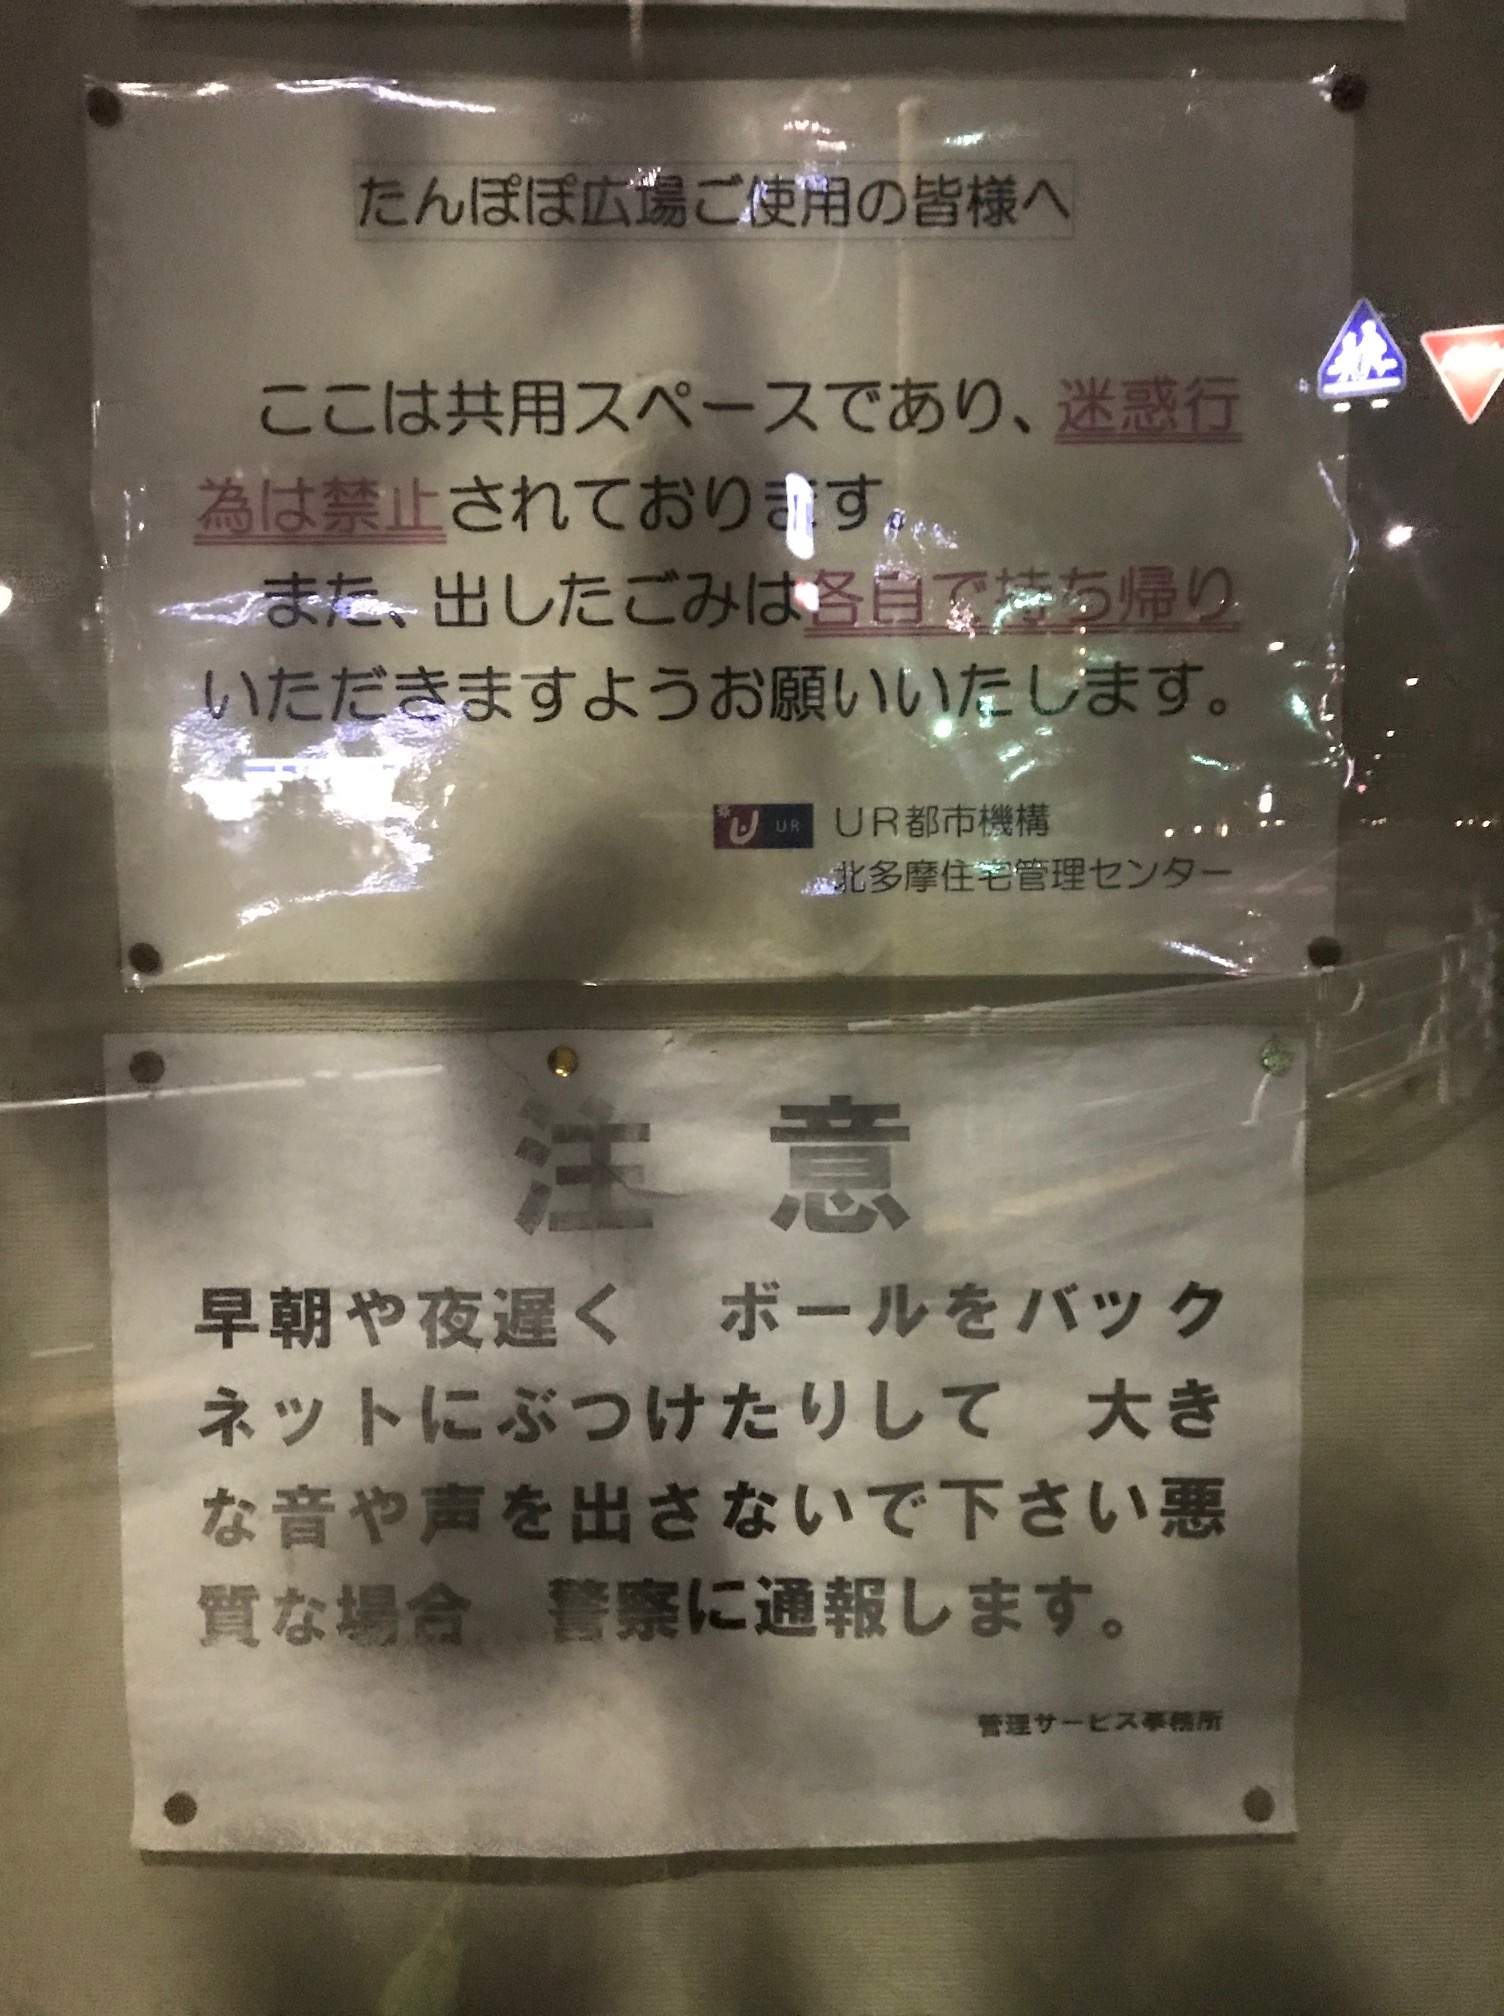 たんぽぽ広場ご使用の皆様へ
ここは共用スペースであり、迷惑行
為は禁止されております。
また、出したごみは各自で持ち帰り
いただきますようお願いいたします。
UR UR都市機構
北多摩住宅管理センター
注 意
早朝や夜遅く ボールをバック
ネットにぶつけたりして 大き
な音や声を出さないで下さい悪
質な場合 警察に通報します。
管理サービス事務所